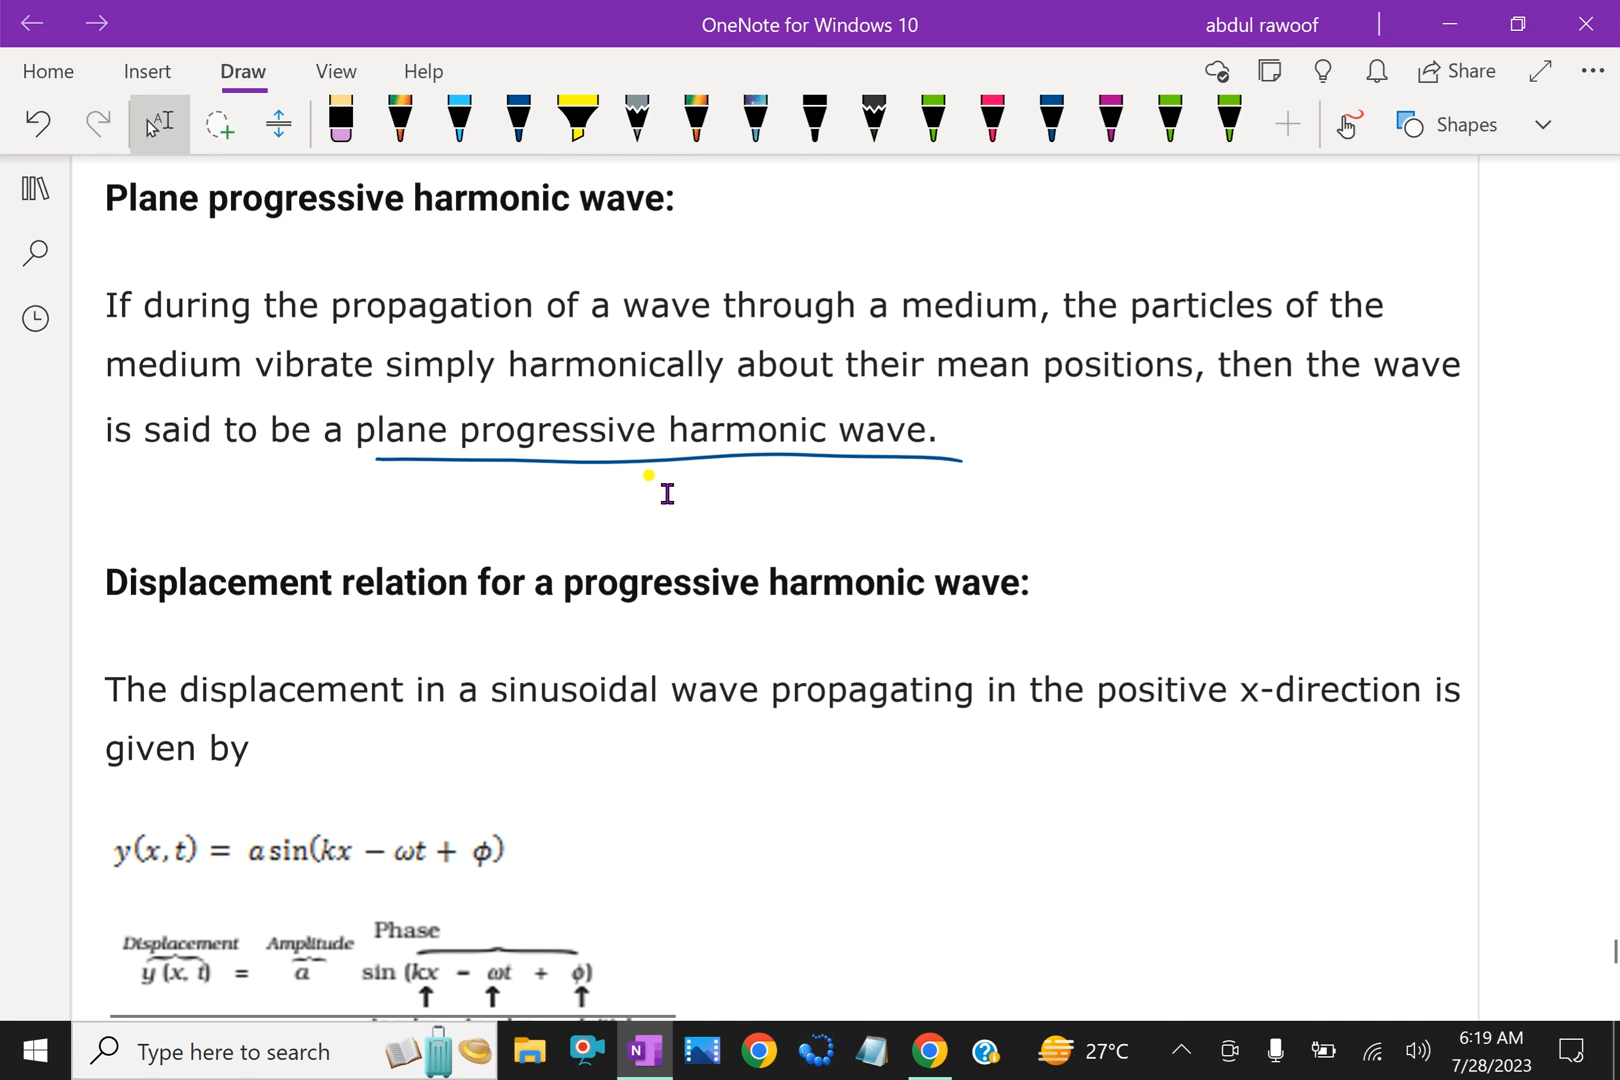 OneNote for Windows 10
abdul rawoof
Home Insert Draw View Help
Share
Shapes
Plane progressive harmonic wave:
If during the propagation of a wave through a medium, the particles of the
medium vibrate simply harmonically about their mean positions, then the wave
is said to be a plane progressive harmonic wave.
Displacement relation for a progressive harmonic wave:
The displacement in a sinusoidal wave propagating in the positive x-direction is
given by
y(x, t) = a sin(kx − ωt + ϕ)
Phase
Displacement Amplitude
y (x, t) = a sin (kx - ωt + ϕ)
Type here to search
27°C
6:19 AM
7/28/2023